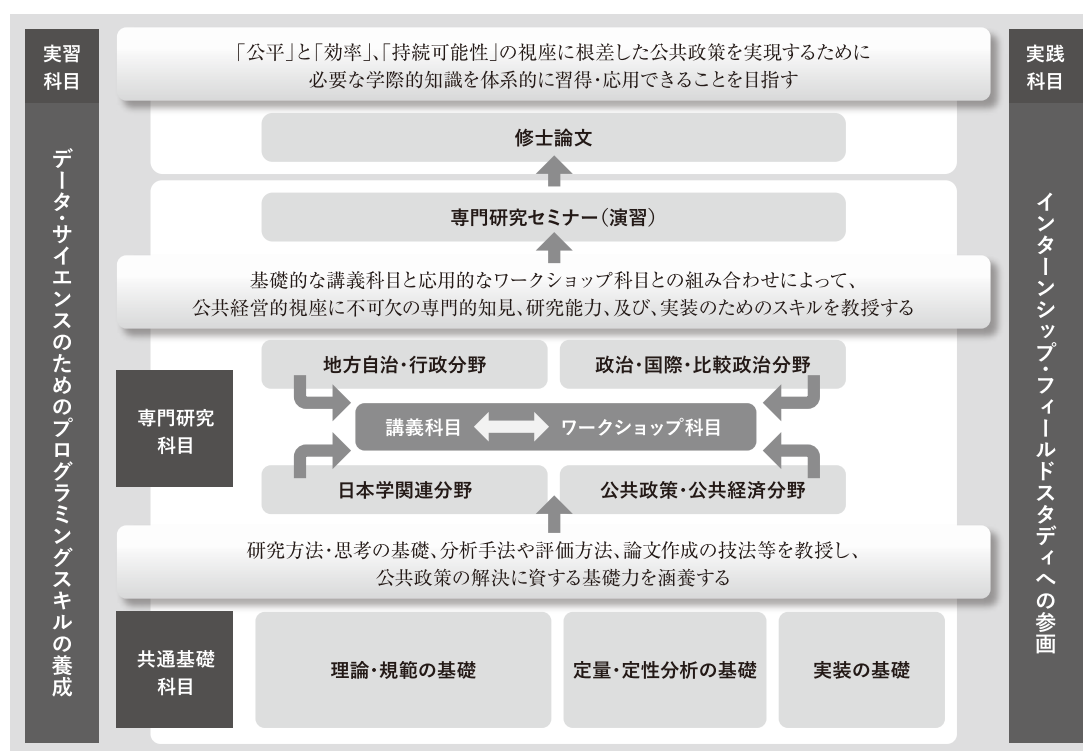 実習
科目
データ・サイエンスのためのプログラミングスキルの養成
「公平」と「効率」、「持続可能性」の視座に根差した公共政策を実現するために
必要な学際的知識を体系的に習得・応用できることを目指す
修士論文
専門研究セミナー（演習）
基礎的な講義科目と応用的なワークショップ科目との組み合わせによって、
公共経営的視座に不可欠の専門的知見、研究能力、及び、実装のためのスキルを教授する
専門研究
科目
地方自治・行政分野
政治・国際・比較政治分野
講義科目
ワークショップ科目
日本学関連分野
公共政策・公共経済分野
研究方法・思考の基礎、分析手法や評価方法、論文作成の技法等を教授し、
公共政策の解決に資する基礎力を涵養する
共通基礎
科目
理論・規範の基礎
定量・定性分析の基礎
実装の基礎
実践
科目
インターンシップ・フィールドスタディへの参画